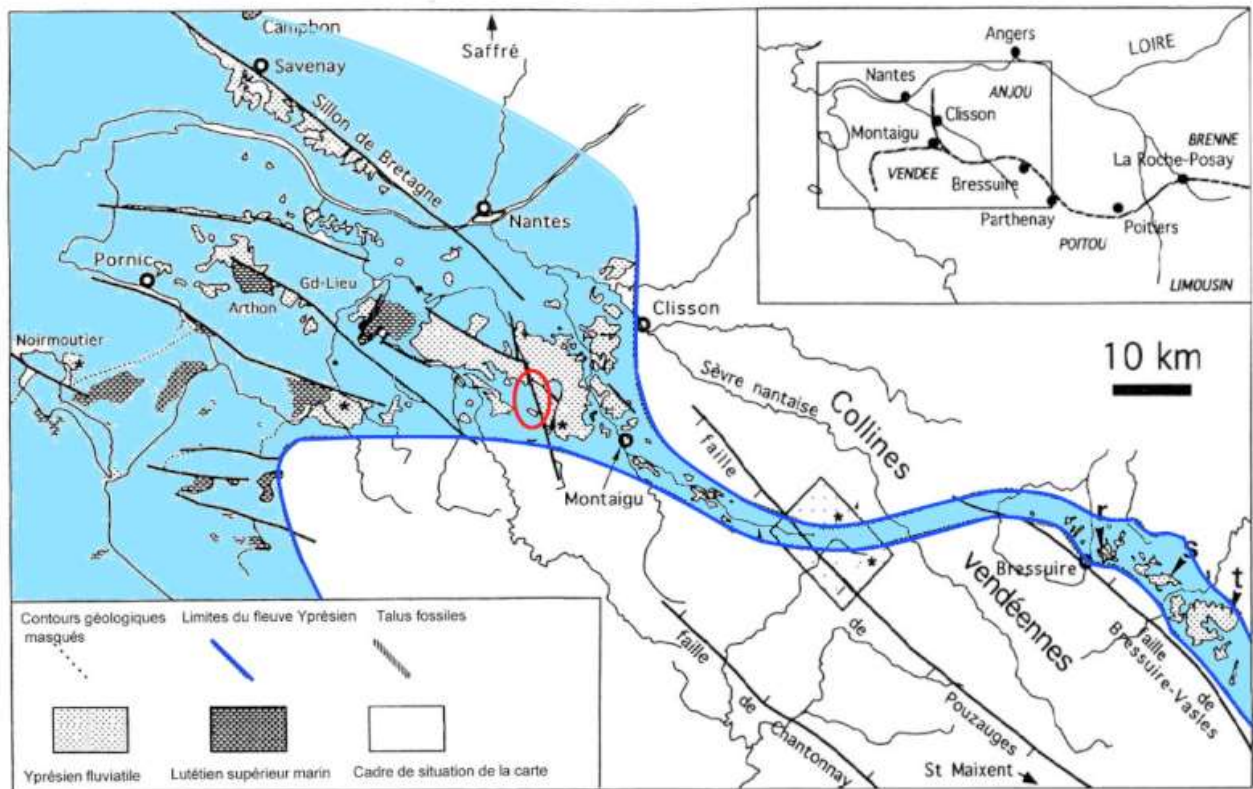 Campbon
Saffré
Savenay
Sillon de Bretagne
Nantes
Pornic
Arthon
Gd-Lieu
Clisson
Noirmoutier
Sèvre nantaise
Collines
vendéennes
Montaigu
faille
de
Pouzauges
faille
de
Chantonnay
Bressuire
r
s
t
faille
de
Bressuire-Vasles
St Maixent
10 km
Angers
LOIRE
Nantes
ANJOU
Clisson
Montaigu
BRENNE
La Roche-Posay
VENDEE
Bressuire
Parthenay
Poitiers
POITOU
LIMOUSIN
Contours géologiques
masqués
Limites du fleuve Yprésien
Talus fossiles
Yprésien fluviatile
Lutétien supérieur marin
Cadre de situation de la carte